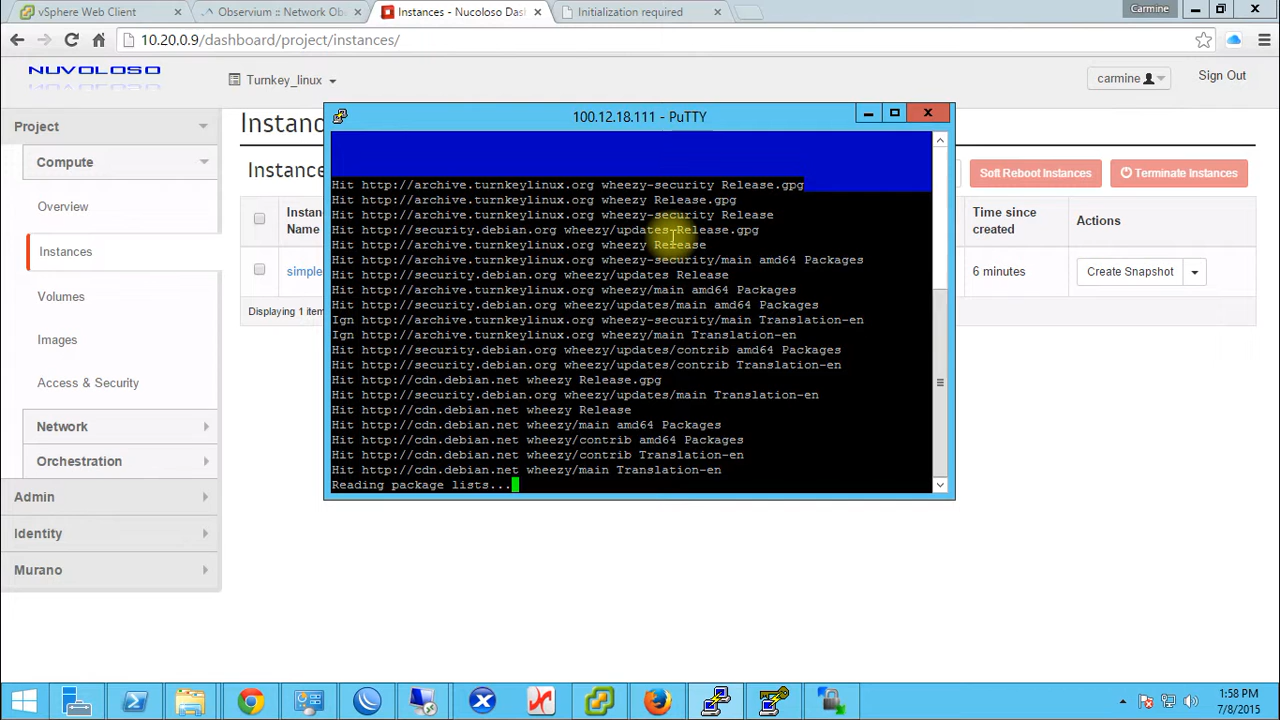 vSphere Web Client
Observium :: Network Obs
Instances - Nucoloso Dash
Initialization required
Carmine
10.20.0.9/dashboard/project/instances/
NUVOLOSO
Turnkey_linux
carmine
Sign Out
Project
Compute
Overview
Instances
Volumes
Images
Access & Security
Network
Orchestration
Admin
Identity
Murano
Instanc
Instances
Soft Reboot Instances
Terminate Instances
Instance
Name
Time since
created
Actions
simple
6 minutes
Create Snapshot
Displaying 1 item
100.12.18.111 - PuTTY
Hit http://archive.turnkeylinux.org wheezy-security Release.gpg
Hit http://archive.turnkeylinux.org wheezy Release.gpg
Hit http://archive.turnkeylinux.org wheezy-security Release
Hit http://security.debian.org wheezy/updates Release.gpg
Hit http://archive.turnkeylinux.org wheezy Release
Hit http://archive.turnkeylinux.org wheezy-security/main amd64 Packages
Hit http://security.debian.org wheezy/updates Release
Hit http://archive.turnkeylinux.org wheezy/main amd64 Packages
Hit http://security.debian.org wheezy/updates/main amd64 Packages
Ign http://archive.turnkeylinux.org wheezy-security/main Translation-en
Ign http://archive.turnkeylinux.org wheezy/main Translation-en
Hit http://security.debian.org wheezy/updates/contrib amd64 Packages
Hit http://security.debian.org wheezy/updates/contrib Translation-en
Hit http://cdn.debian.net wheezy Release.gpg
Hit http://security.debian.org wheezy/updates/main Translation-en
Hit http://cdn.debian.net wheezy Release
Hit http://cdn.debian.net wheezy/main amd64 Packages
Hit http://cdn.debian.net wheezy/contrib amd64 Packages
Hit http://cdn.debian.net wheezy/contrib Translation-en
Hit http://cdn.debian.net wheezy/main Translation-en
Reading package lists...
1:58 PM
7/8/2015